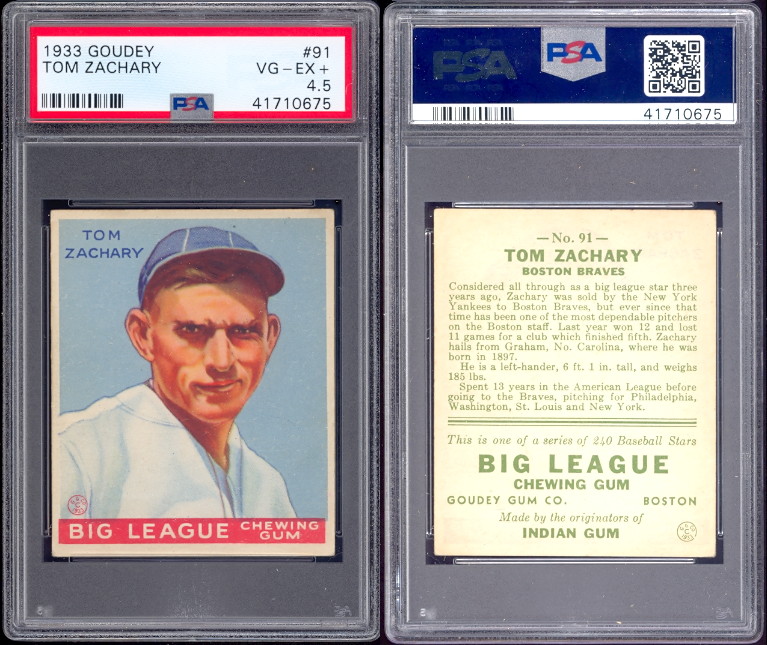 1933 GOUDEY #91
TOM ZACHARY VG-EX+
4.5
PSA 41710675
TOM
ZACHARY
BIG LEAGUE CHEWING
GUM
PSA
41710675
—No. 91—
TOM ZACHARY
BOSTON BRAVES
Considered all through as a big league star three
years ago, Zachary was sold by the New York
Yankees to Boston Braves, but ever since that
time has been one of the most dependable pitchers
on the Boston staff. Last year won 12 and lost
11 games for a club which finished fifth. Zachary
hails from Graham, No. Carolina, where he was
born in 1897.
He is a left-hander, 6 ft. 1 in. tall, and weighs
185 lbs.
Spent 13 years in the American League before
going to the Braves, pitching for Philadelphia,
Washington, St. Louis and New York.
This is one of a series of 240 Baseball Stars
BIG LEAGUE
CHEWING GUM
GOUDEY GUM CO. BOSTON
Made by the originators of
INDIAN GUM